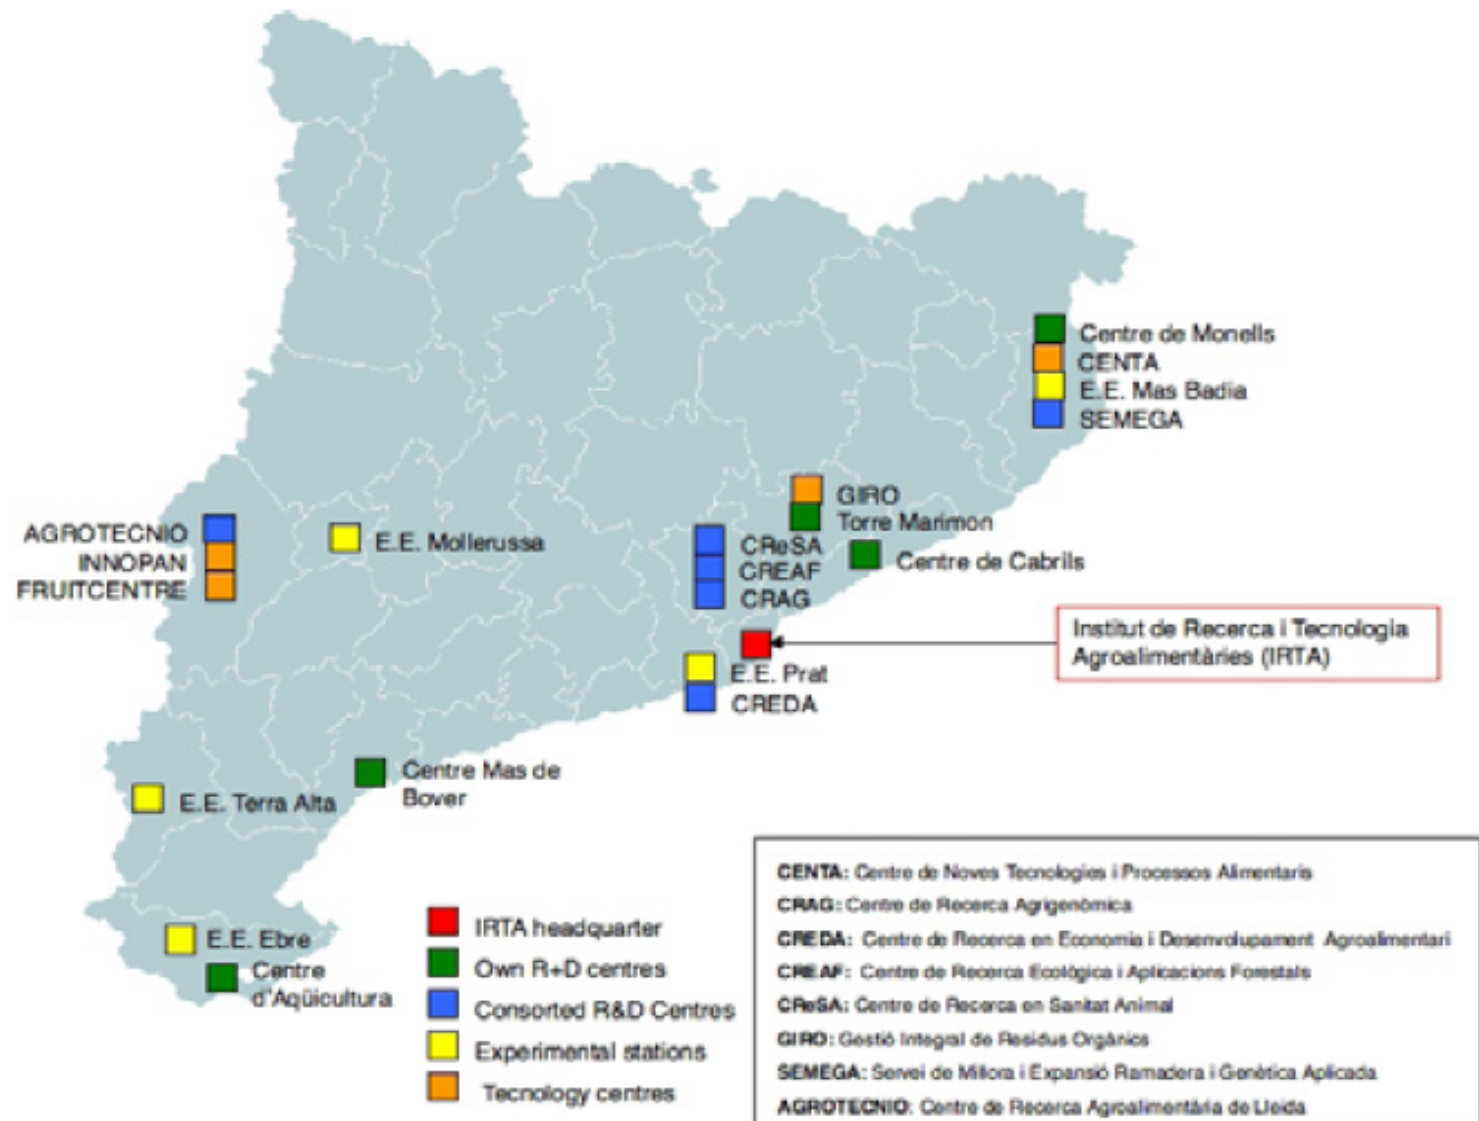 Centre de Monells
CENTA
E.E. Mas Badia
SEMEGA
GIRO
Torre Marimon
AGROTECNIO
INNOPAN
FRUITCENTRE
E.E. Mollerussa
CReSA
CREAF
CRAG
Centre de Cabrils
Institut de Recerca i Tecnologia
Agroalimentàries (IRTA)
E.E. Prat
CREDA
Centre Mas de
Bover
E.E. Terra Alta
E.E. Ebre
Centre
d'Aqüicultura
IRTA headquarter
Own R+D centres
Consorted R&D Centres
Experimental stations
Tecnology centres
CENTA: Centre de Noves Tecnologies i Processos Alimentaris
CRAG: Centre de Recerca Agrigenòmica
CREDA: Centre de Recerca en Economia i Desenvolupament Agroalimentari
CREAF: Centre de Recerca Ecològica i Aplicacions Forestals
CReSA: Centre de Recerca en Sanitat Animal
GIRO: Gestió Integral de Residus Orgànics
SEMEGA: Servei de Millora i Expansió Ramadera i Genètica Aplicada
AGROTECNIO: Centre de Recerca Agroalimentària de Lleida